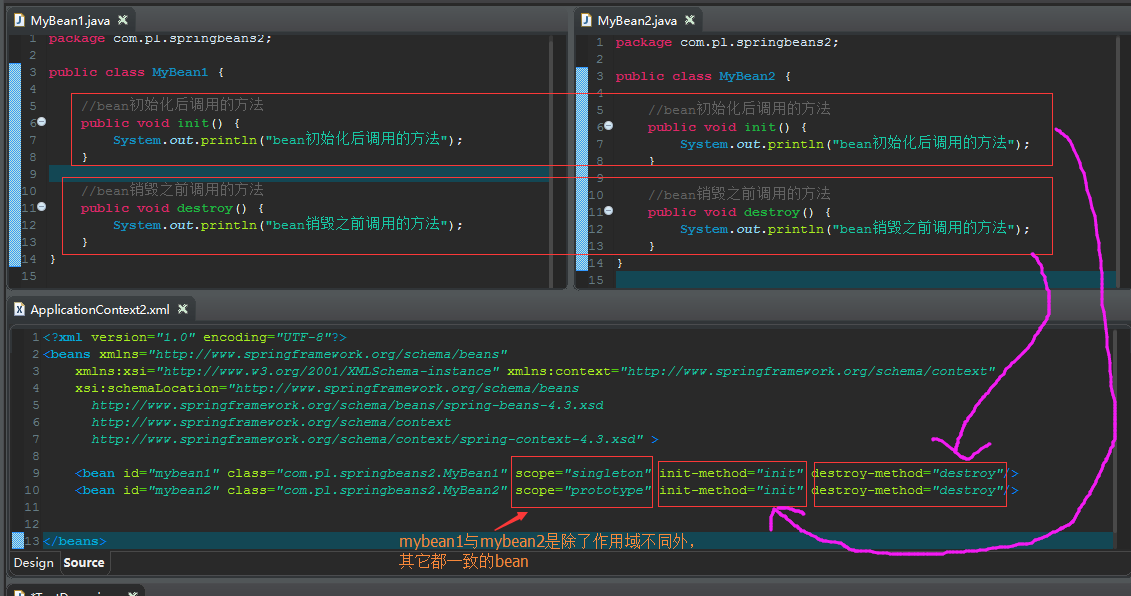 MyBean1.java
1 package com.pl.springbeans2;
2
3 public class MyBean1 {
4
5 //bean初始化后调用的方法
6 public void init() {
7 System.out.println("bean初始化后调用的方法");
8 }
9
10 //bean销毁之前调用的方法
11 public void destroy() {
12 System.out.println("bean销毁之前调用的方法");
13 }
14 }
15
MyBean2.java
1 package com.pl.springbeans2;
2
3 public class MyBean2 {
4
5 //bean初始化后调用的方法
6 public void init() {
7 System.out.println("bean初始化后调用的方法");
8 }
9
10 //bean销毁之前调用的方法
11 public void destroy() {
12 System.out.println("bean销毁之前调用的方法");
13 }
14 }
15
ApplicationContext2.xml
1 <?xml version="1.0" encoding="UTF-8"?>
2 <beans xmlns="http://www.springframework.org/schema/beans"
3 xmlns:xsi="http://www.w3.org/2001/XMLSchema-instance" xmlns:context="http://www.springframework.org/schema/context"
4 xsi:schemaLocation="http://www.springframework.org/schema/beans
5 http://www.springframework.org/schema/beans/spring-beans-4.3.xsd
6 http://www.springframework.org/schema/context
7 http://www.springframework.org/schema/context/spring-context-4.3.xsd" >
8
9 <bean id="mybean1" class="com.pl.springbeans2.MyBean1" scope="singleton" init-method="init" destroy-method="destroy"/>
10 <bean id="mybean2" class="com.pl.springbeans2.MyBean2" scope="prototype" init-method="init" destroy-method="destroy"/>
11
12
13 </beans>
mybean1与mybean2是除了作用域不同外，
其它都一致的bean
Design Source